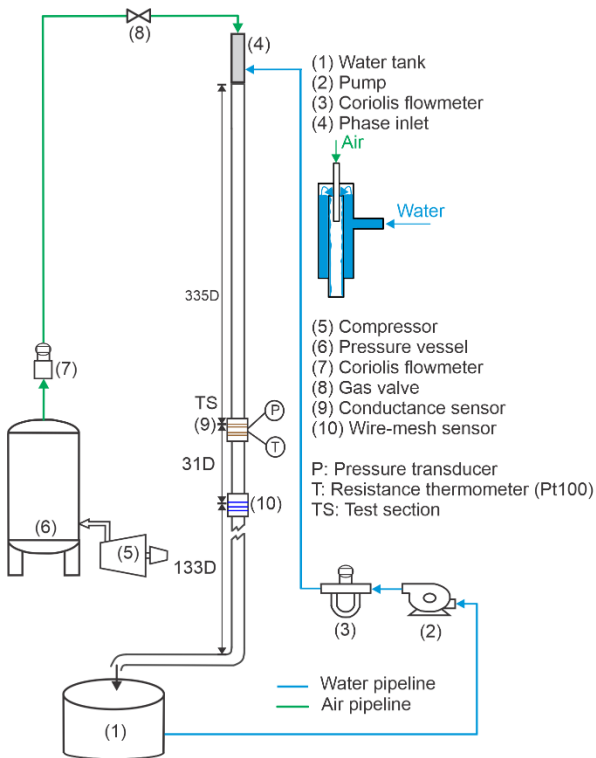 (8)
(4)
(1) Water tank
(2) Pump
(3) Coriolis flowmeter
(4) Phase inlet
Air
Water
335D
(7)
(5) Compressor
(6) Pressure vessel
(7) Coriolis flowmeter
(8) Gas valve
(9) Conductance sensor
(10) Wire-mesh sensor
TS
(9)
P
T
31D
P: Pressure transducer
T: Resistance thermometer (Pt100)
TS: Test section
(10)
(6)
(5)
133D
(3)
(2)
(1)
Water pipeline
Air pipeline